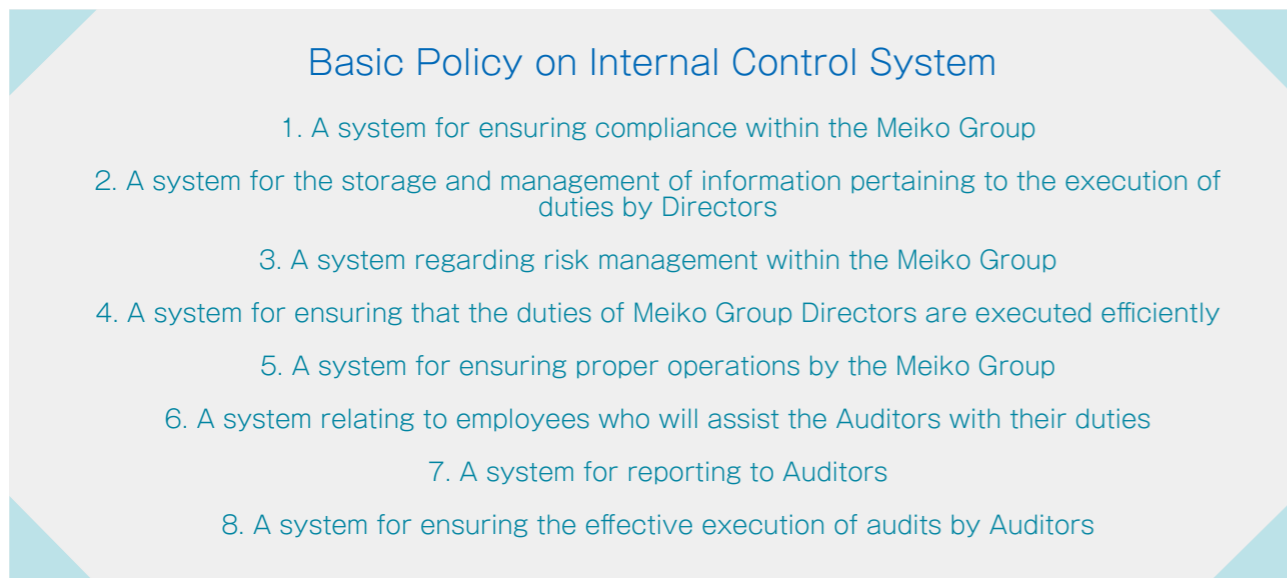 Basic Policy on Internal Control System
1. A system for ensuring compliance within the Meiko Group
2. A system for the storage and management of information pertaining to the execution of
duties by Directors
3. A system regarding risk management within the Meiko Group
4. A system for ensuring that the duties of Meiko Group Directors are executed efficiently
5. A system for ensuring proper operations by the Meiko Group
6. A system relating to employees who will assist the Auditors with their duties
7. A system for reporting to Auditors
8. A system for ensuring the effective execution of audits by Auditors